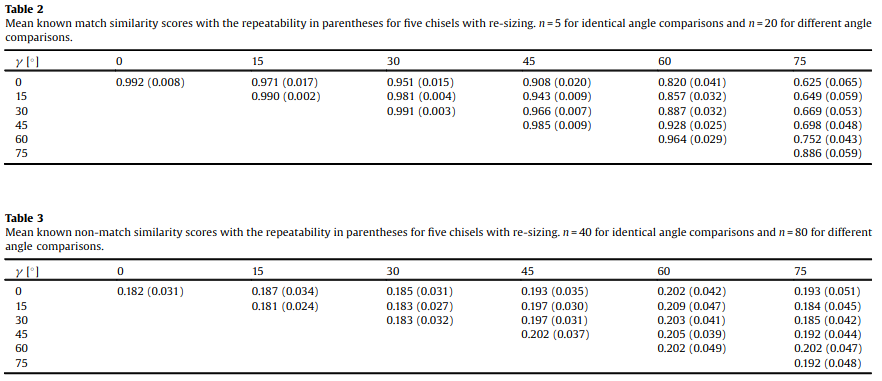 Table 2
Mean known match similarity scores with the repeatability in parentheses for five chisels with re-sizing. n = 5 for identical angle comparisons and n = 20 for different angle
comparisons.
γ [°] 0 15 30 45 60 75
0 0.992 (0.008) 0.971 (0.017) 0.951 (0.015) 0.908 (0.020) 0.820 (0.041) 0.625 (0.065)
15 0.990 (0.002) 0.981 (0.004) 0.943 (0.009) 0.857 (0.032) 0.649 (0.059)
30 0.991 (0.003) 0.966 (0.007) 0.887 (0.032) 0.669 (0.053)
45 0.985 (0.009) 0.928 (0.025) 0.698 (0.048)
60 0.964 (0.029) 0.752 (0.043)
75 0.886 (0.059)
Table 3
Mean known non-match similarity scores with the repeatability in parentheses for five chisels with re-sizing. n = 40 for identical angle comparisons and n = 80 for different
angle comparisons.
γ [°] 0 15 30 45 60 75
0 0.182 (0.031) 0.187 (0.034) 0.185 (0.031) 0.193 (0.035) 0.202 (0.042) 0.193 (0.051)
15 0.181 (0.024) 0.183 (0.027) 0.197 (0.030) 0.209 (0.047) 0.184 (0.045)
30 0.183 (0.032) 0.197 (0.031) 0.203 (0.041) 0.185 (0.042)
45 0.202 (0.037) 0.205 (0.039) 0.192 (0.044)
60 0.202 (0.049) 0.202 (0.047)
75 0.192 (0.048)